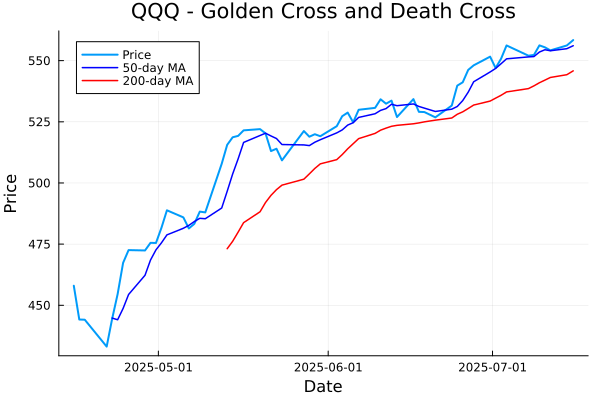 QQQ - Golden Cross and Death Cross
Price
50-day MA
200-day MA
550
525
500
475
450
Price
2025-05-01
2025-06-01
2025-07-01
Date